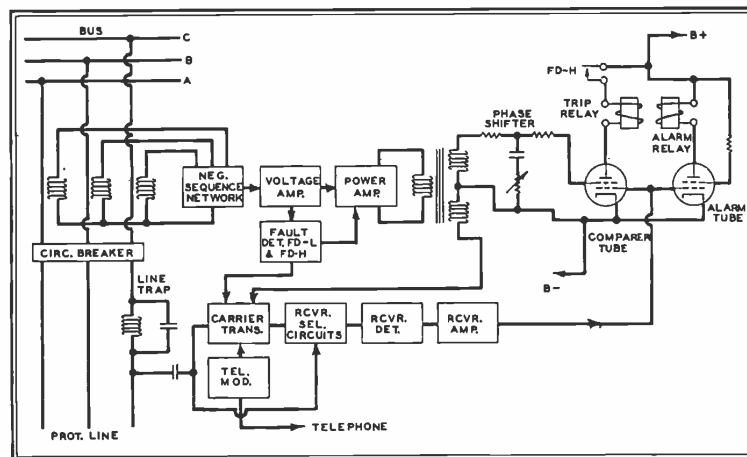 BUS
C
B
A
B+
FD-H
TRIP
RELAY
ALARM
RELAY
PHASE
SHIFTER
NEG.
SEQUENCE
NETWORK
VOLTAGE
AMP.
POWER
AMP.
FAULT
DET. FD-L
& FD-H
ALARM
TUBE
COMPARER
TUBE
B-
CIRC. BREAKER
LINE
TRAP
CARRIER
TRANS.
RCVR.
SEL.
CIRCUITS
RCVR.
DET.
RCVR.
AMP.
TEL.
MOD.
TELEPHONE
PROT. LINE